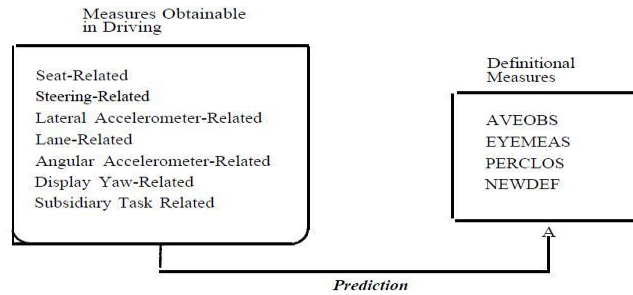 Measures Obtainable
in Driving
Seat-Related
Steering-Related
Lateral Accelerometer-Related
Lane-Related
Angular Accelerometer-Related
Display Yaw-Related
Subsidiary Task Related
Definitional
Measures
AVEOBS
EYEMEAS
PERCLOS
NEWDEF
A
Prediction